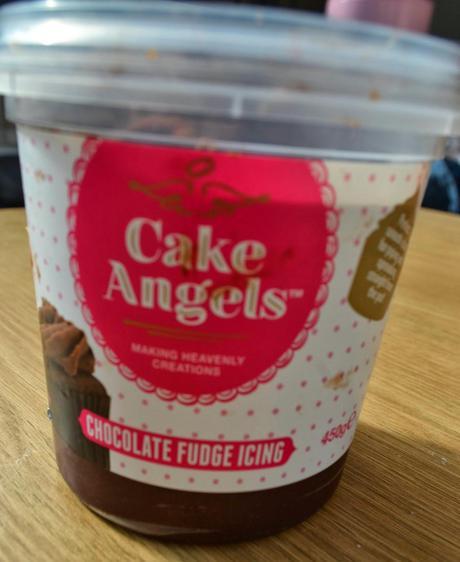 Cake
Angels™
MAKING HEAVENLY
CREATIONS
CHOCOLATE FUDGE ICING
450g℮